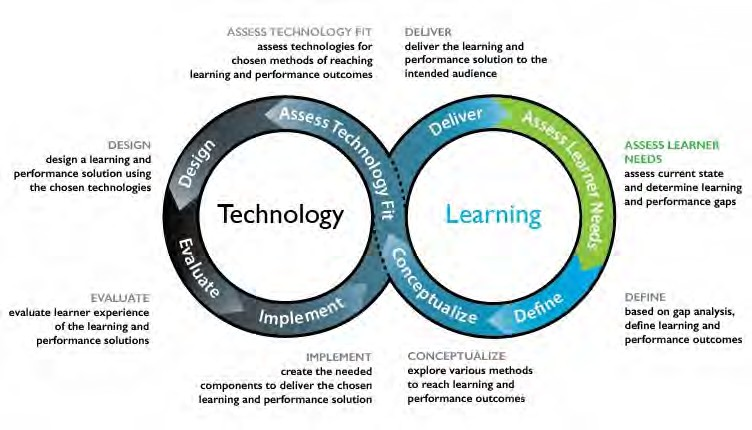 ASSESS TECHNOLOGY FIT
assess technologies for
chosen methods of reaching
learning and performance outcomes
DELIVER
deliver the learning and
performance solution to the
intended audience
DESIGN
design a learning and
performance solution using
the chosen technologies
ASSESS LEARNER
NEEDS
assess current state
and determine learning
and performance gaps
Assess Technology Fit
Deliver
Assess Learner Needs
Design
Technology
Learning
Evaluate
Implement
Conceptualize
Define
EVALUATE
evaluate learner experience
of the learning and
performance solutions
DEFINE
based on gap analysis,
define learning and
performance outcomes
IMPLEMENT
create the needed
components to deliver the chosen
learning and performance solution
CONCEPTUALIZE
explore various methods
to reach learning and
performance outcomes